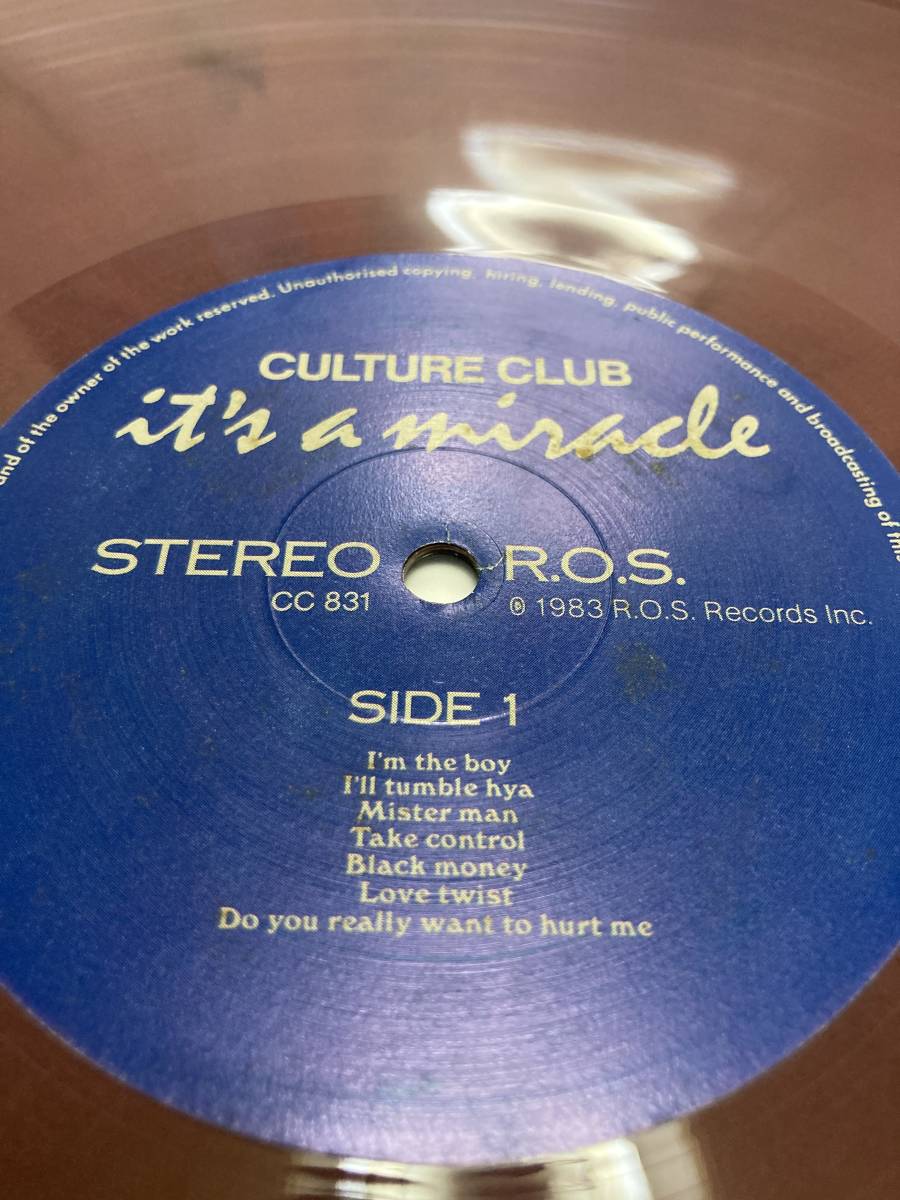 and of the owner of the work reserved. Unauthorised copying, hiring, lending, public performance and broadcasting of this
CULTURE CLUB
it's a miracle
STEREO R.O.S.
CC 831 ℗ 1983 R.O.S. Records Inc.
SIDE 1
I'm the boy
I'll tumble hya
Mister man
Take control
Black money
Love twist
Do you really want to hurt me